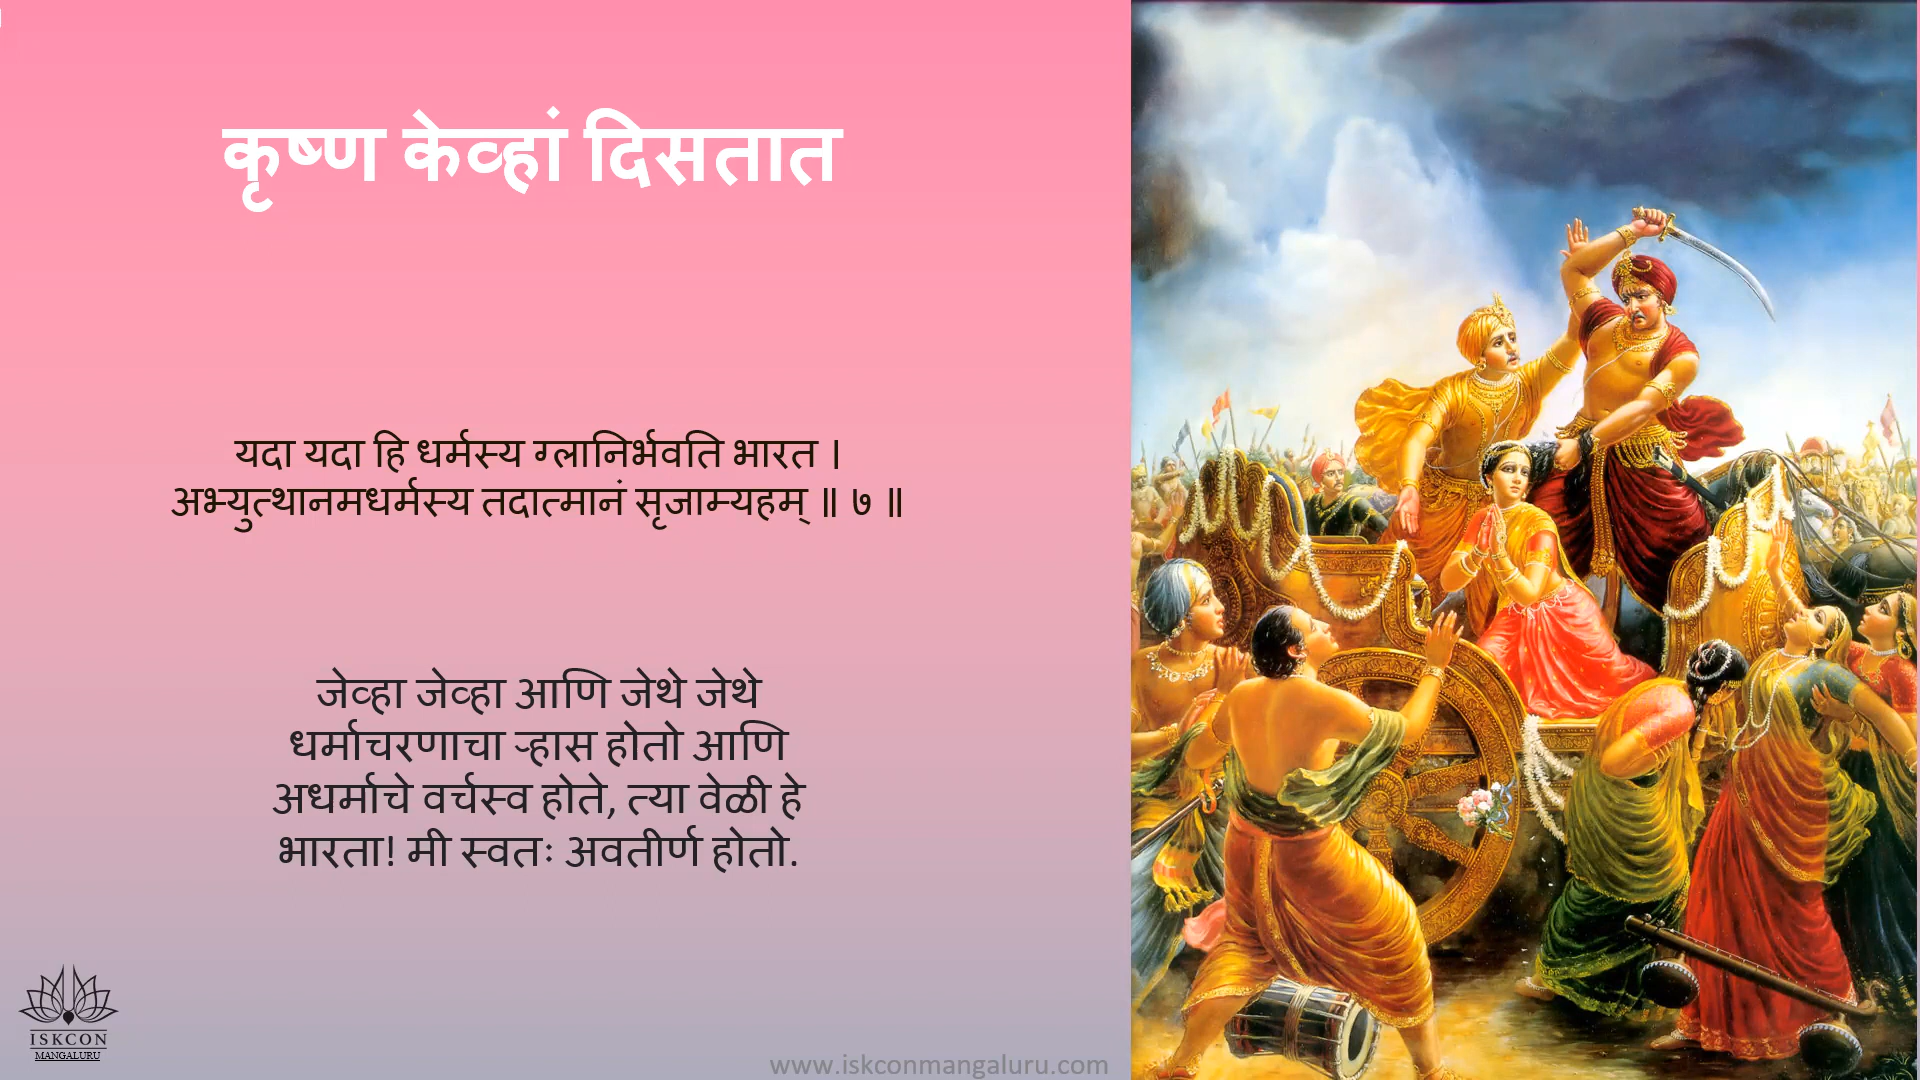 कृष्ण केव्हां दिसतात
यदा यदा हि धर्मस्य ग्लानिर्भवति भारत ।
अभ्युत्थानमधर्मस्य तदात्मानं सृजाम्यहम् ॥ ७ ॥
जेव्हा जेव्हा आणि जेथे जेथे
धर्माचरणाचा ऱ्हास होतो आणि
अधर्माचे वर्चस्व होते, त्या वेळी हे
भारता! मी स्वतः अवतीर्ण होतो.
ISKCON
MANGALURU
www.iskconmangaluru.com